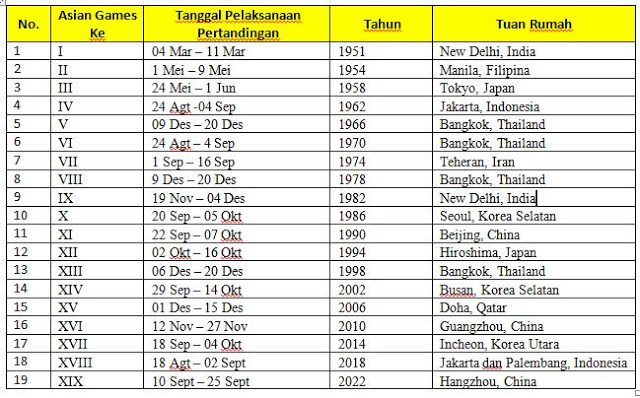 No. Asian Games Ke Tanggal Pelaksanaan Pertandingan Tahun Tuan Rumah
1 I 04 Mar – 11 Mar 1951 New Delhi, India
2 II 1 Mei – 9 Mei 1954 Manila, Filipina
3 III 24 Mei – 1 Jun 1958 Tokyo, Japan
4 IV 24 Agt -04 Sep 1962 Jakarta, Indonesia
5 V 09 Des – 20 Des 1966 Bangkok, Thailand
6 VI 24 Agt – 4 Sep 1970 Bangkok, Thailand
7 VII 1 Sep – 16 Sep 1974 Teheran, Iran
8 VIII 9 Des – 20 Des 1978 Bangkok, Thailand
9 IX 19 Nov – 04 Des 1982 New Delhi, India
10 X 20 Sep – 05 Okt 1986 Seoul, Korea Selatan
11 XI 22 Sep – 07 Okt 1990 Beijing, China
12 XII 02 Okt – 16 Okt 1994 Hiroshima, Japan
13 XIII 06 Des – 20 Des 1998 Bangkok, Thailand
14 XIV 29 Sep – 14 Okt 2002 Busan, Korea Selatan
15 XV 01 Des – 15 Des 2006 Doha, Qatar
16 XVI 12 Nov – 27 Nov 2010 Guangzhou, China
17 XVII 18 Sep – 04 Okt 2014 Incheon, Korea Utara
18 XVIII 18 Agt – 02 Sept 2018 Jakarta dan Palembang, Indonesia
19 XIX 10 Sept – 25 Sept 2022 Hangzhou, China